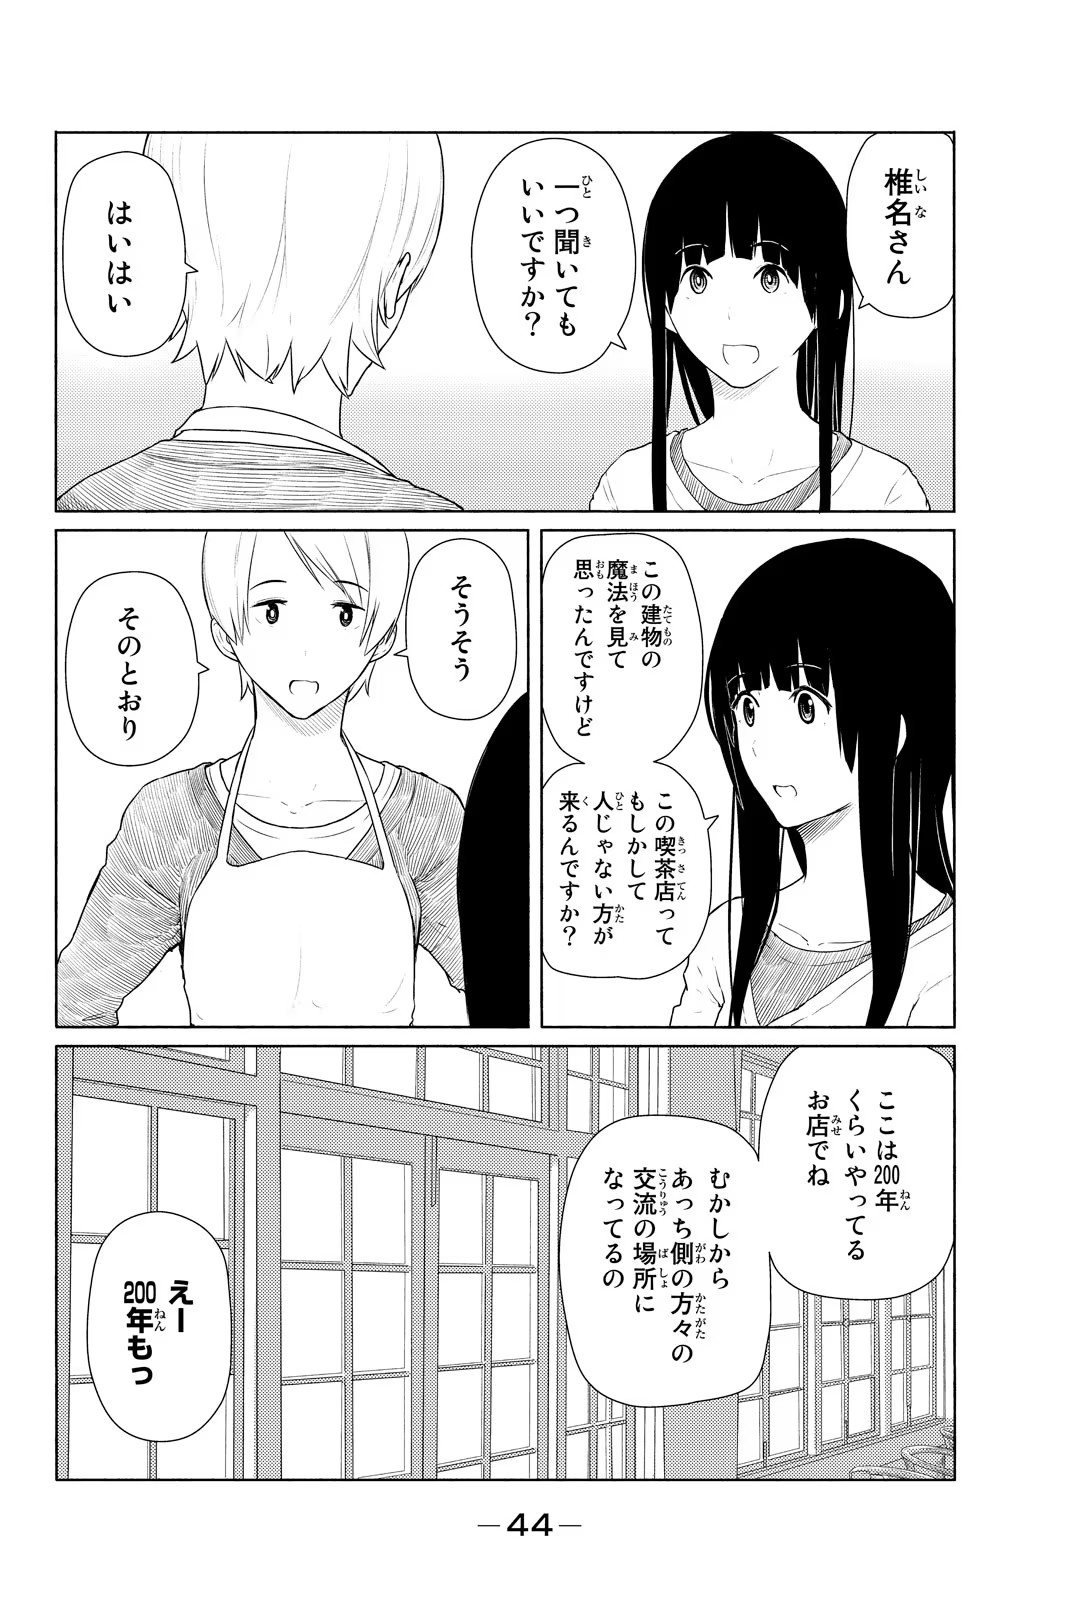 椎名さん
一つ聞いても
いいですか？
はいはい
この建物の
魔法を見て
思ったんですけど
この喫茶店って
もしかして
人じゃない方が
来るんですか？
そうそう
そのとおり
ここは200年
くらいやってる
お店でね
むかしから
あっち側の方々の
交流の場所に
なってるの
えー
200年もっ
—44—